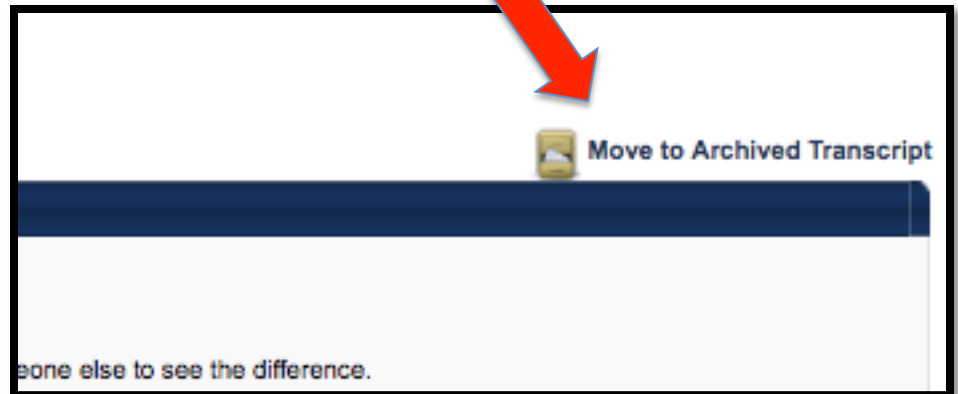 Move to Archived Transcript
eone else to see the difference.